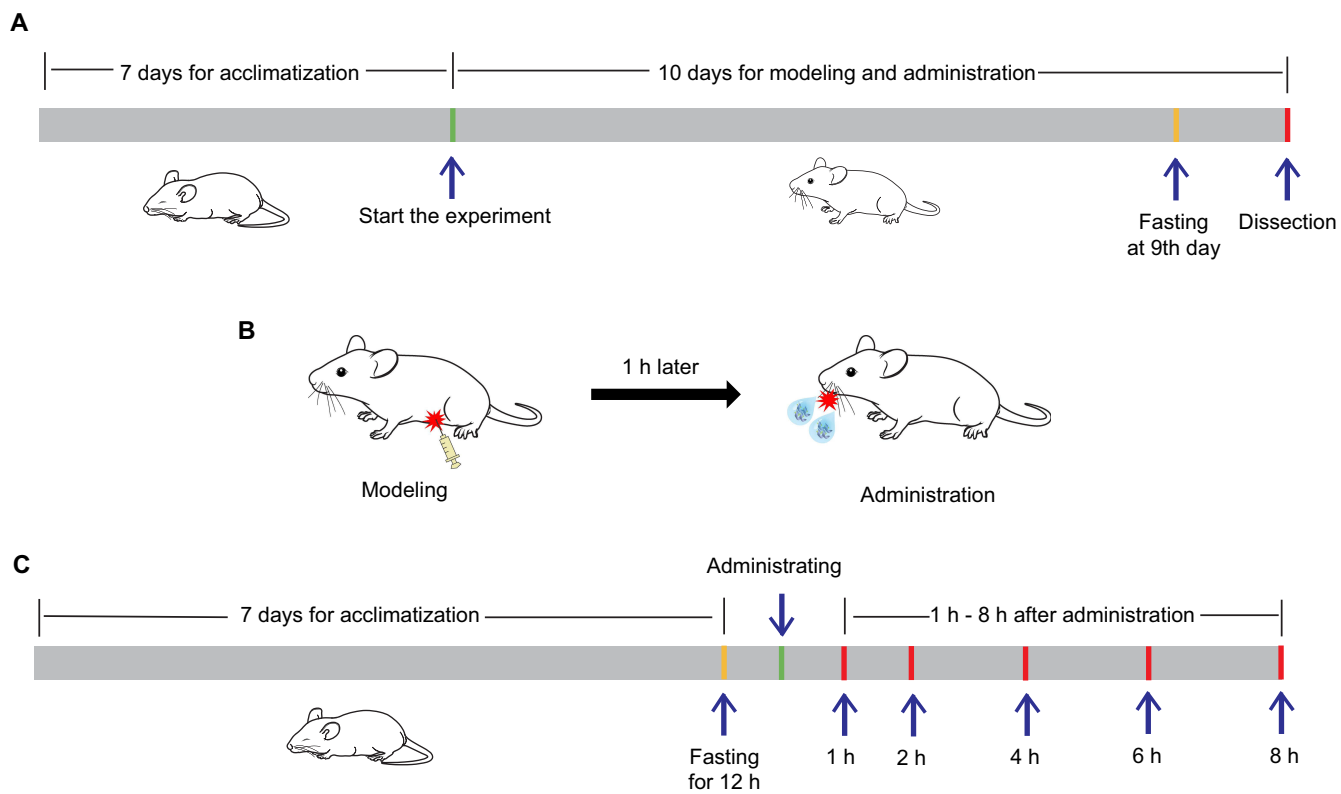 A
7 days for acclimatization
10 days for modeling and administration
Start the experiment
Fasting
at 9th day
Dissection
B
1 h later
Modeling
Administration
C
Administrating
7 days for acclimatization
1 h - 8 h after administration
Fasting
for 12 h
1 h
2 h
4 h
6 h
8 h